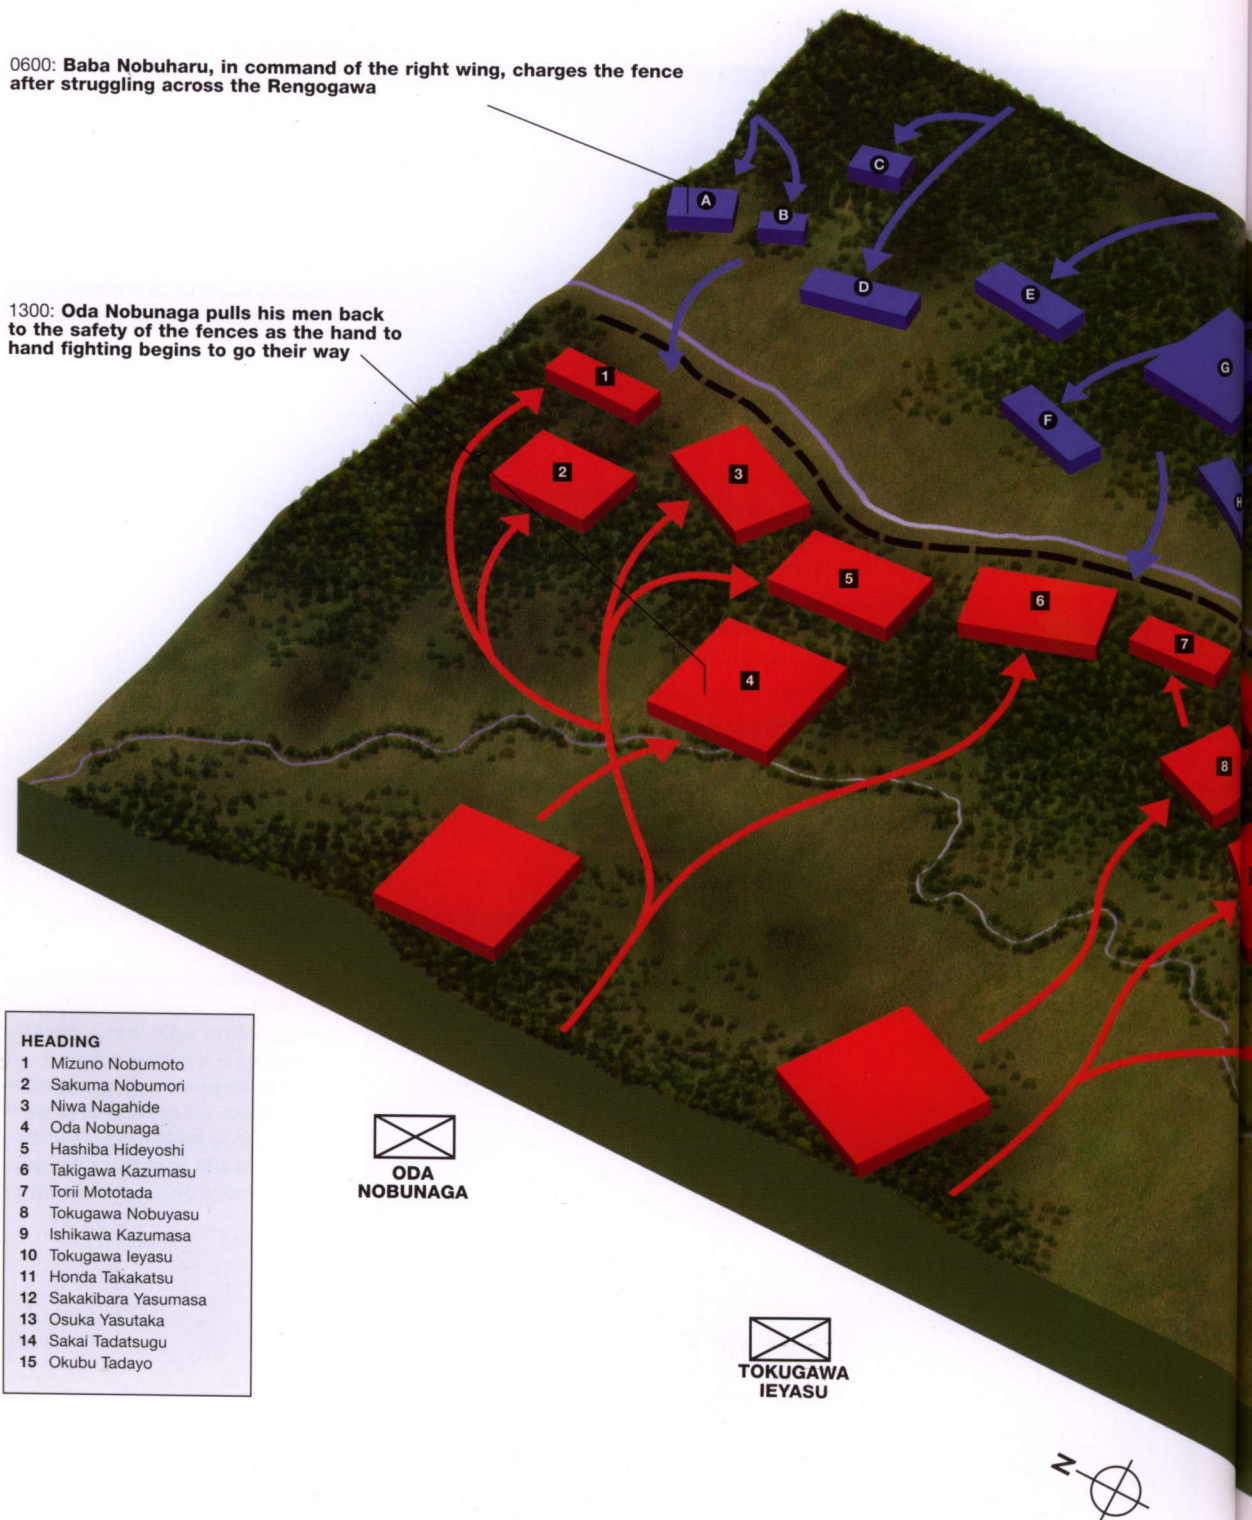 0600: Baba Nobuharu, in command of the right wing, charges the fence
after struggling across the Rengogawa
A
B
C
D
E
F
G
H
1300: Oda Nobunaga pulls his men back
to the safety of the fences as the hand to
hand fighting begins to go their way
1
2
3
5
6
7
4
8
HEADING
1 Mizuno Nobumoto
2 Sakuma Nobumori
3 Niwa Nagahide
4 Oda Nobunaga
5 Hashiba Hideyoshi
6 Takigawa Kazumasu
7 Torii Mototada
8 Tokugawa Nobuyasu
9 Ishikawa Kazumasa
10 Tokugawa Ieyasu
11 Honda Takakatsu
12 Sakakibara Yasumasa
13 Osuka Yasutaka
14 Sakai Tadatsugu
15 Okubu Tadayo
ODA
NOBUNAGA
TOKUGAWA
IEYASU
N